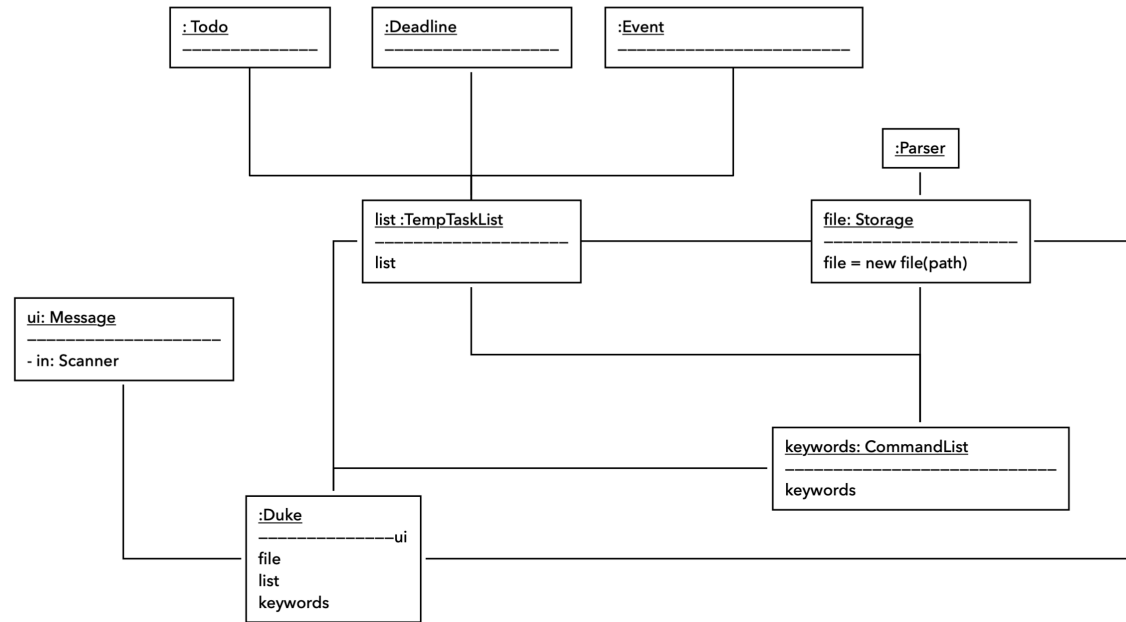 : Todo
:Deadline
:Event
:Parser
list :TempTaskList
list
file: Storage
file = new file(path)
ui: Message
- in: Scanner
keywords: CommandList
keywords
:Duke
--------------ui
file
list
keywords